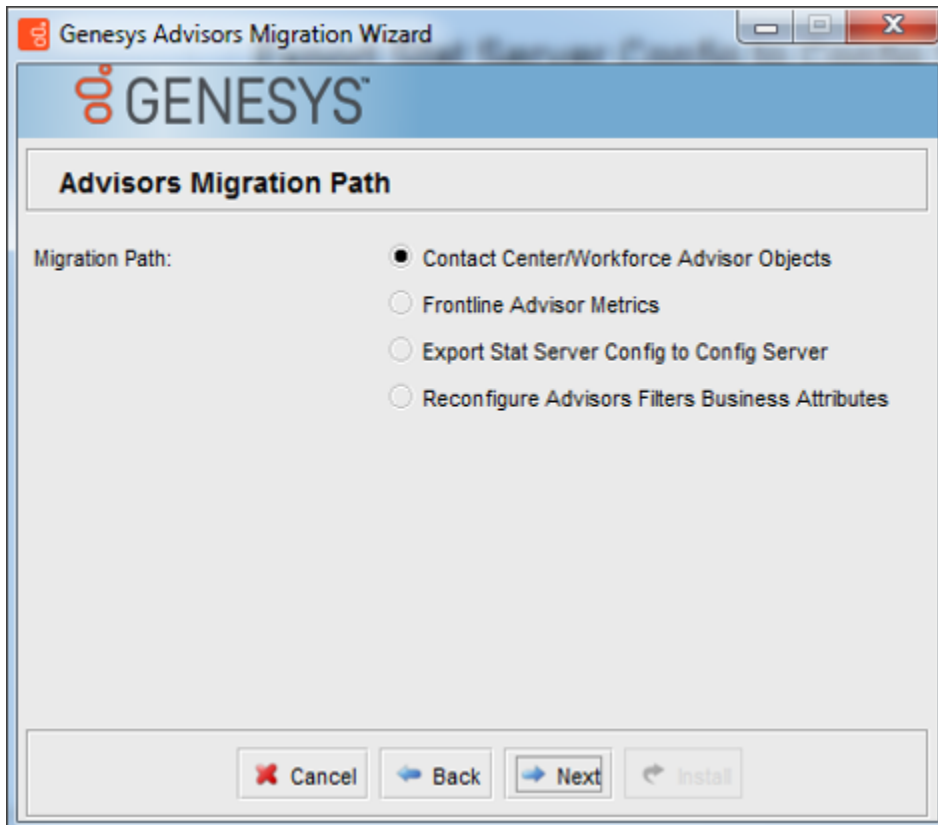 Genesys Advisors Migration Wizard
GENESYS™
Advisors Migration Path
Migration Path:
Contact Center/Workforce Advisor Objects
Frontline Advisor Metrics
Export Stat Server Config to Config Server
Reconfigure Advisors Filters Business Attributes
Cancel
Back
Next
Install